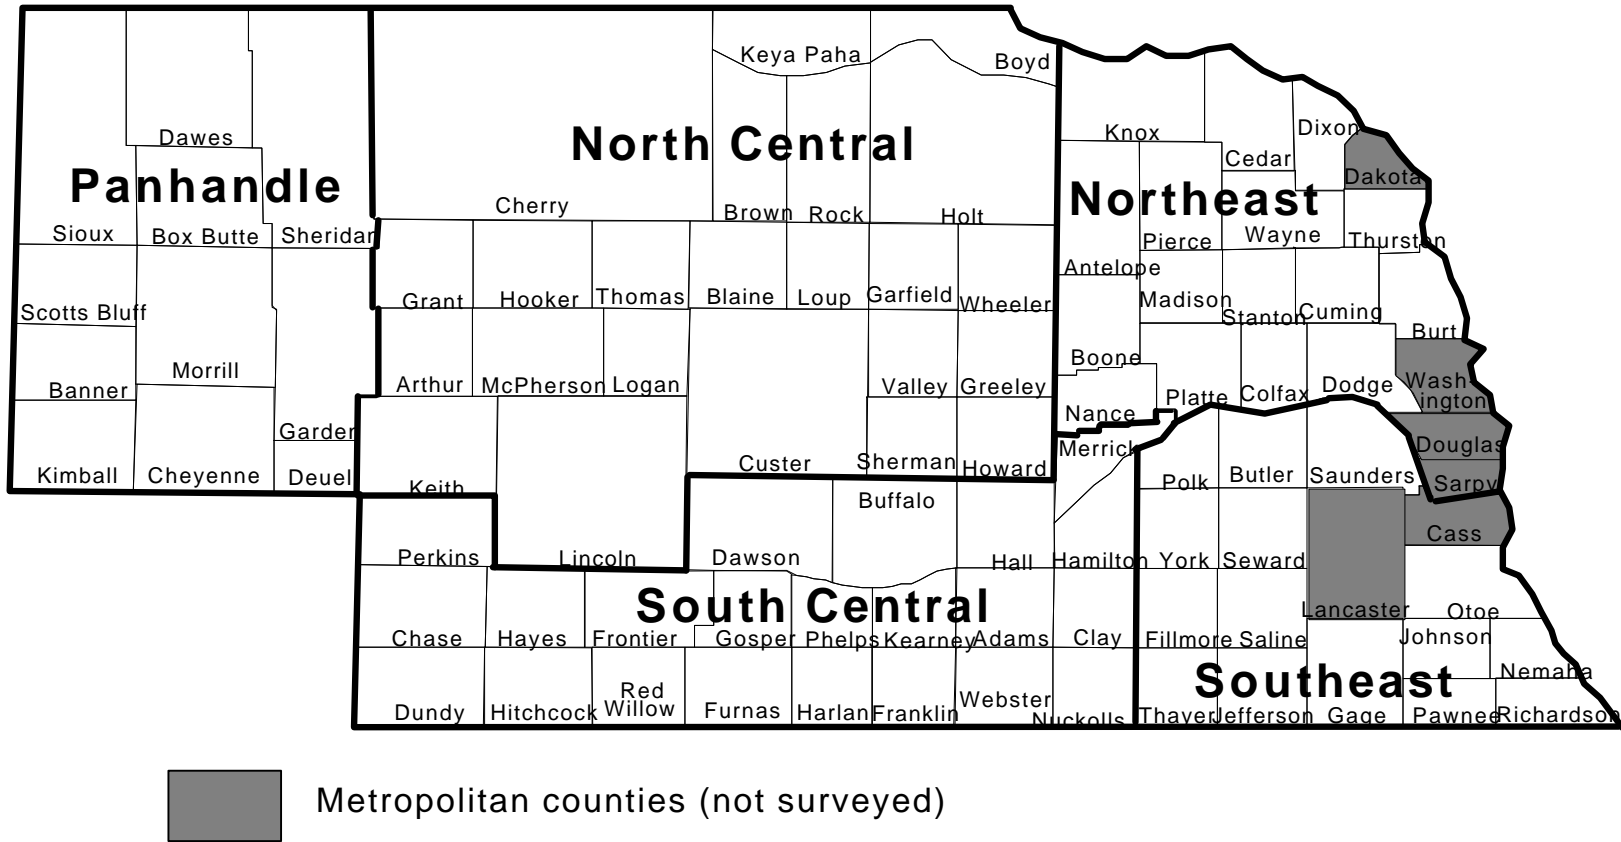 Keya Paha
Boyd
Dawes
North Central
Knox
Dixon
Cedar
Dakota
Panhandle
Northeast
Cherry
Brown
Rock
Holt
Sioux
Box Butte
Sheridan
Pierce
Wayne
Thurston
Antelope
Scotts Bluff
Grant
Hooker
Thomas
Blaine
Loup
Garfield
Wheeler
Madison
Stanton
Cuming
Burt
Banner
Morrill
Arthur
McPherson
Logan
Valley
Greeley
Boone
Platte
Colfax
Dodge
Wash-
ington
Nance
Garden
Merrick
Douglas
Kimball
Cheyenne
Deuel
Keith
Custer
Sherman
Howard
Polk
Butler
Saunders
Sarpy
Buffalo
Cass
Perkins
Lincoln
Dawson
Hall
Hamilton
York
Seward
South Central
Lancaster
Otoe
Chase
Hayes
Frontier
Gosper
Phelps
Kearney
Adams
Clay
Fillmore
Saline
Johnson
Southeast
Nemaha
Dundy
Hitchcock
Red
Willow
Furnas
Harlan
Franklin
Webster
Nuckolls
Thayer
Jefferson
Gage
Pawnee
Richardson
Metropolitan counties (not surveyed)